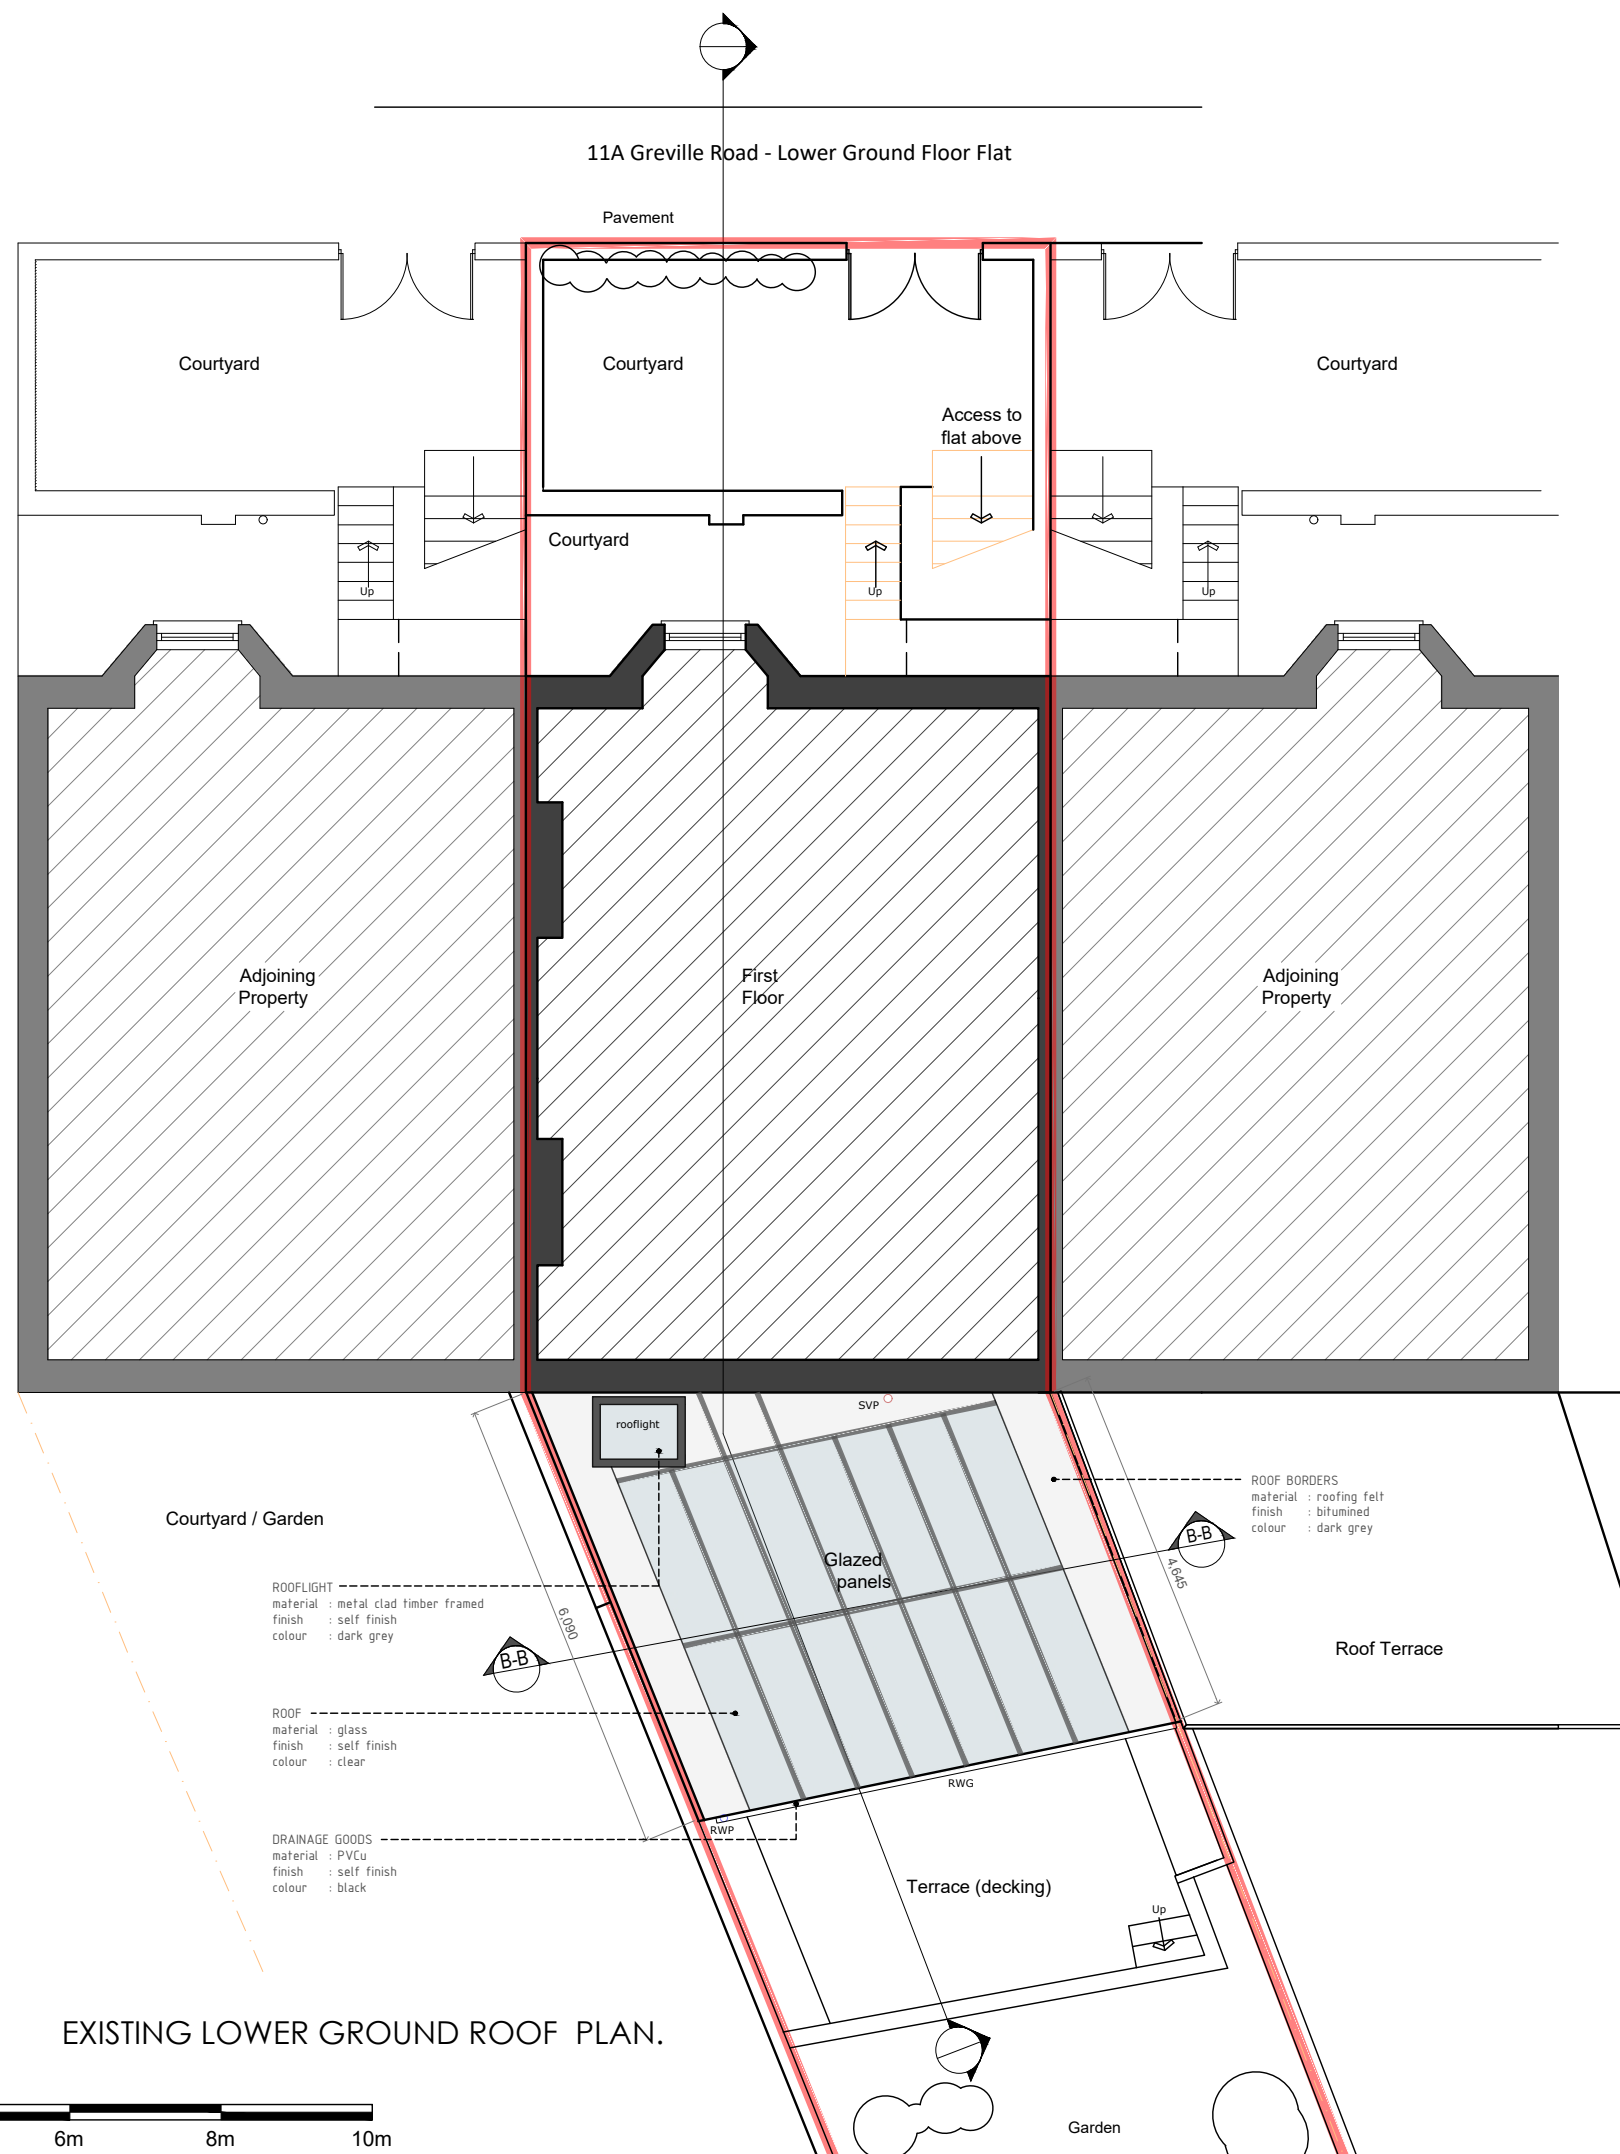 11A Greville Road - Lower Ground Floor Flat
Pavement
Courtyard
Courtyard
Courtyard
Access to
flat above
Courtyard
Up
Up
Up
Adjoining
Property
First
Floor
Adjoining
Property
SVP
rooflight
ROOF BORDERS
material : roofing felt
finish : bitumined
colour : dark grey
Courtyard / Garden
B-B
Glazed
panels
4,645
ROOFLIGHT
material : metal clad timber framed
finish : self finish
colour : dark grey
6,090
B-B
Roof Terrace
ROOF
material : glass
finish : self finish
colour : clear
RWG
RWP
DRAINAGE GOODS
material : PVCu
finish : self finish
colour : black
Terrace (decking)
Up
EXISTING LOWER GROUND ROOF PLAN.
Garden
6m 8m 10m